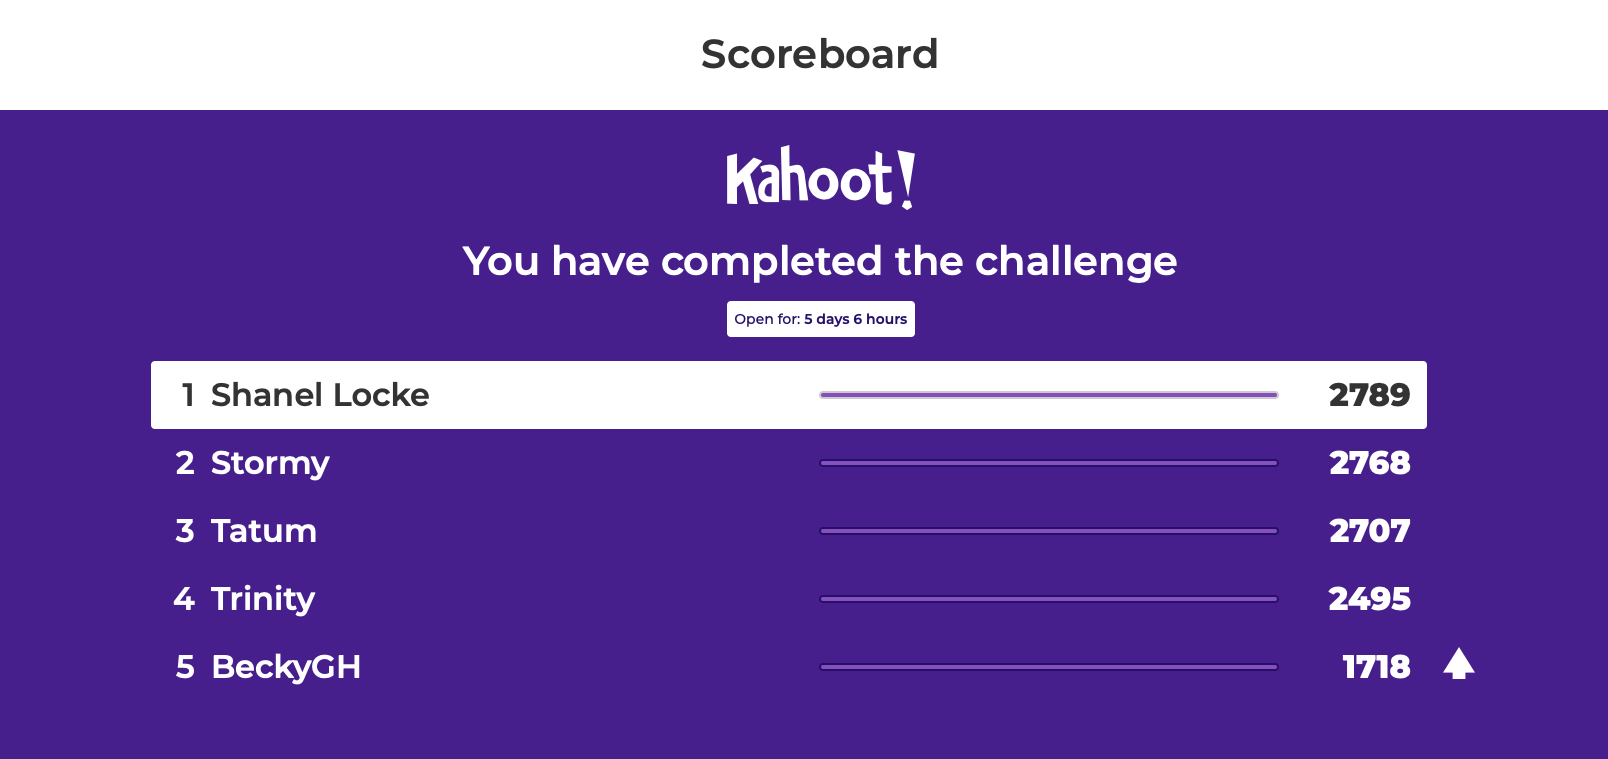 Scoreboard
Kahoot!
You have completed the challenge
Open for: 5 days 6 hours
1 Shanel Locke 2789
2 Stormy 2768
3 Tatum 2707
4 Trinity 2495
5 BeckyGH 1718